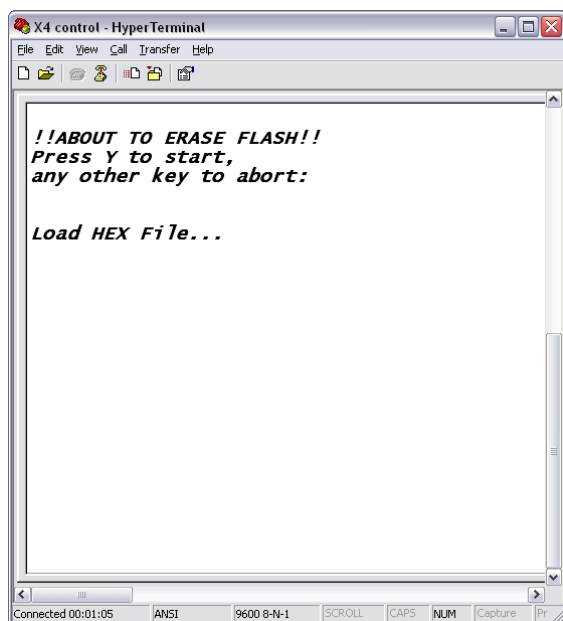 X4 control - HyperTerminal
File Edit View Call Transfer Help
!!ABOUT TO ERASE FLASH!!
Press Y to start,
any other key to abort:
Load HEX File...
Connected 00:01:05 ANSI 9600 8-N-1 SCROLL CAPS NUM Capture Pr